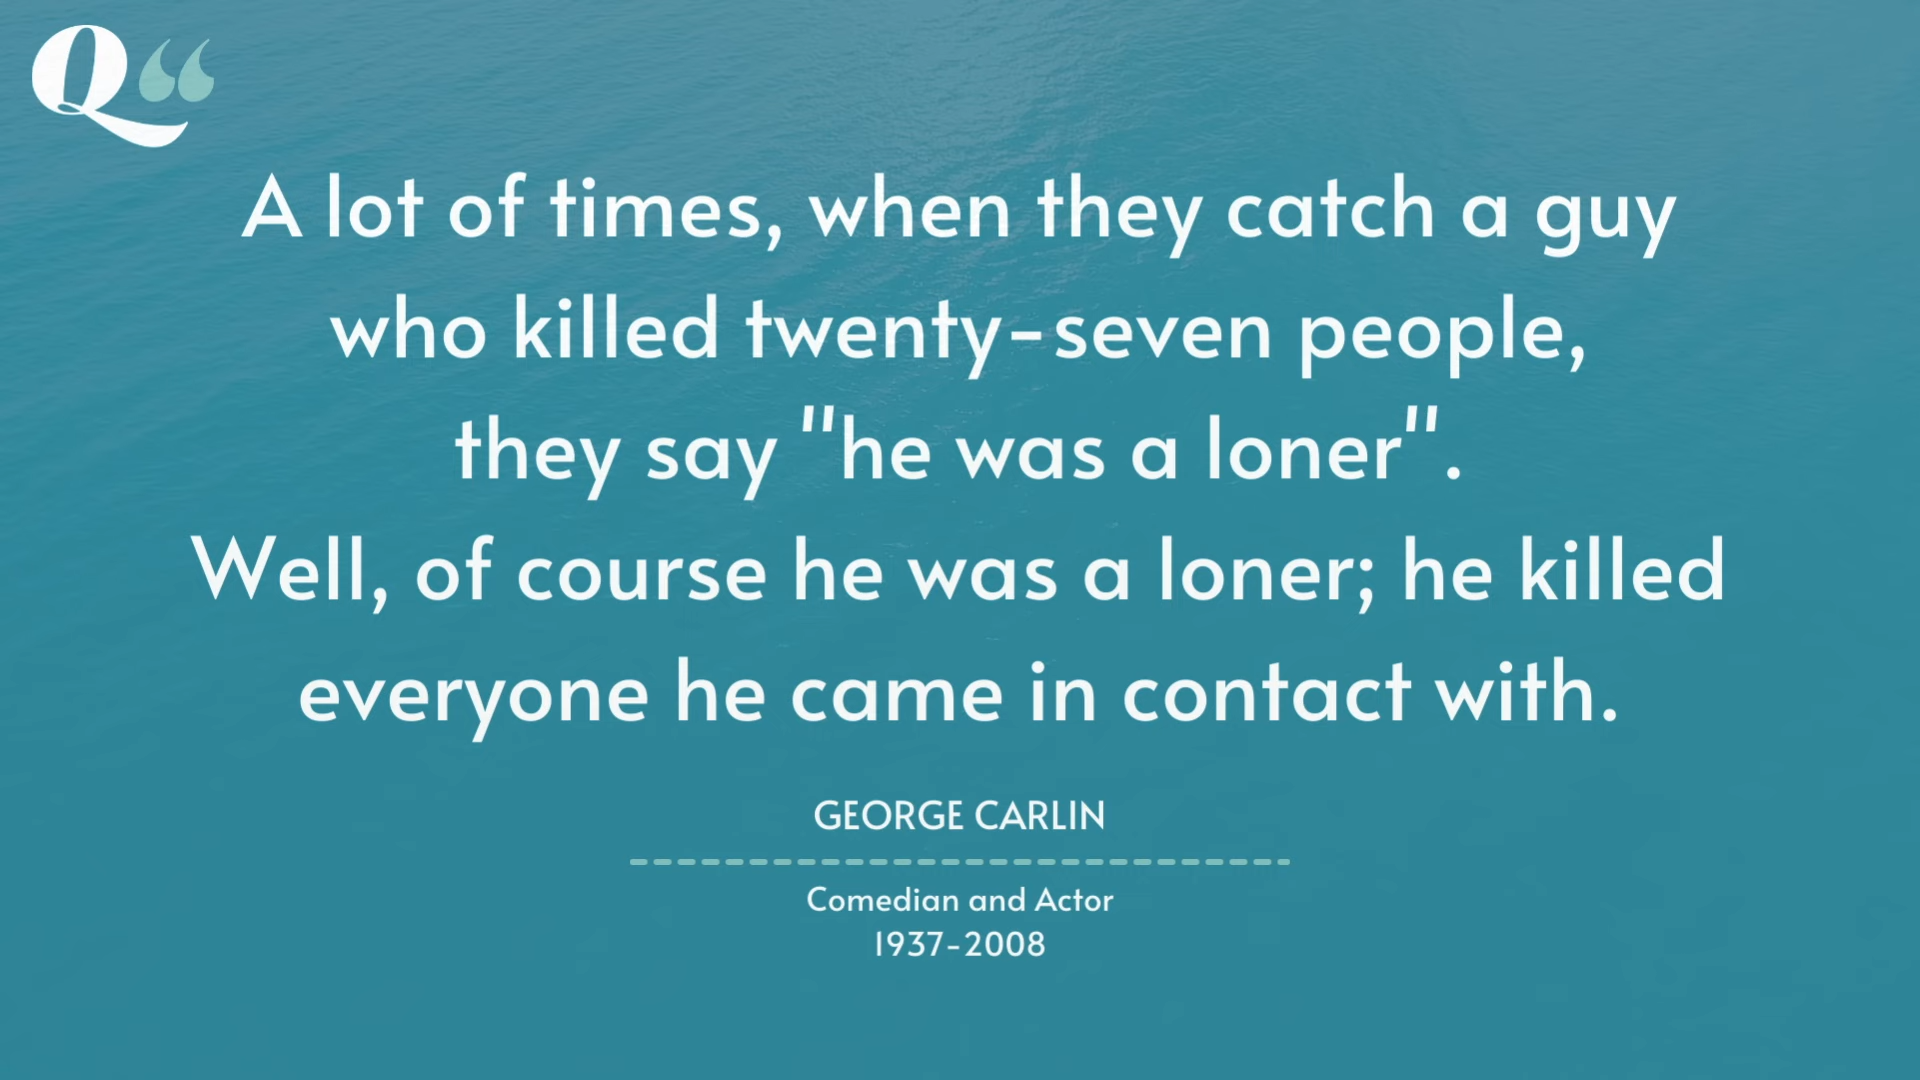 Q“
A lot of times, when they catch a guy
who killed twenty-seven people,
they say "he was a loner".
Well, of course he was a loner; he killed
everyone he came in contact with.
GEORGE CARLIN
Comedian and Actor
1937-2008